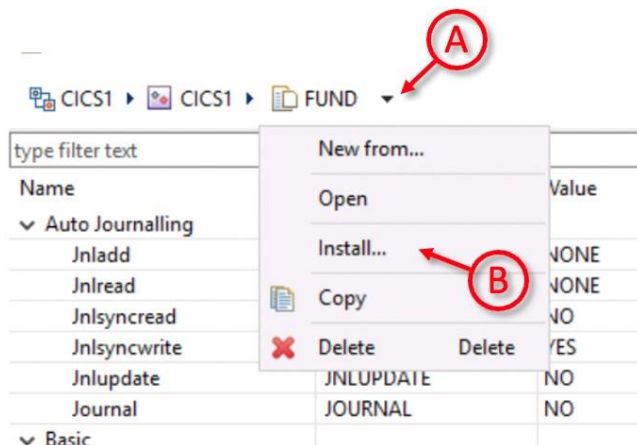 A
CICS1 CICS1 FUND
type filter text
New from...
Name
Value
Open
Auto Journalling
Jnladd
Install...
NONE
Jnlread
B
NONE
Jnlsyncread
Copy
NO
Jnlsyncwrite
Delete Delete
YES
Jnlupdate JNLUPDATE NO
Journal JOURNAL NO
Basic